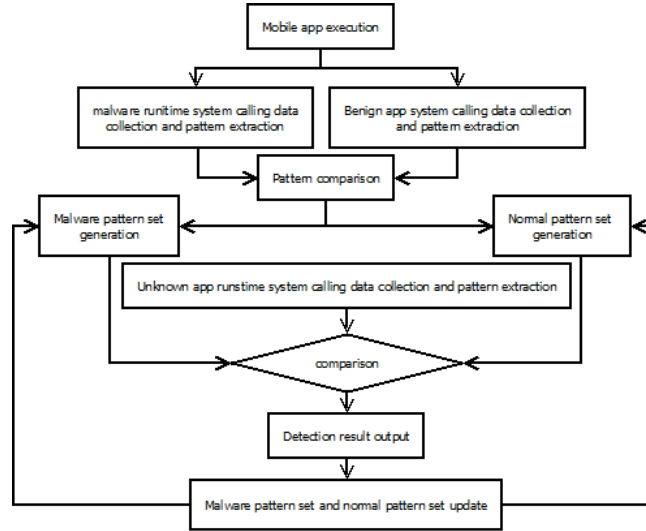 Mobile app execution
malware runitime system calling data
collection and pattern extraction
Benign app system calling data collection
and pattern extraction
Pattern comparison
Malware pattern set
generation
Normal pattern set
generation
Unknown app runstime system calling data collection and pattern extraction
comparison
Detection result output
Malware pattern set and normal pattern set update